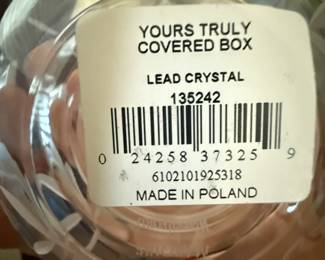 YOURS TRULY
COVERED BOX
LEAD CRYSTAL
135242
0 24258 37325 9
6102101925318
MADE IN POLAND